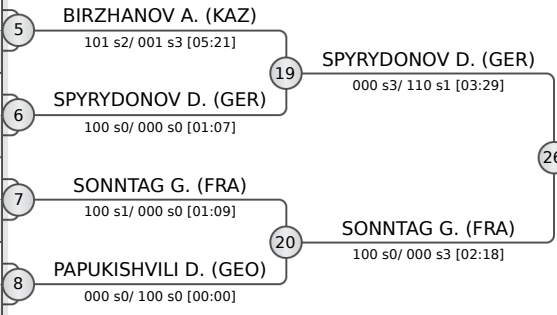 BIRZHANOV A. (KAZ)
5
101 s2/ 001 s3 [05:21]
19
SPYRYDONOV D. (GER)
000 s3/ 110 s1 [03:29]
SPYRYDONOV D. (GER)
6
100 s0/ 000 s0 [01:07]
26
SONNTAG G. (FRA)
7
100 s1/ 000 s0 [01:09]
20
SONNTAG G. (FRA)
100 s0/ 000 s3 [02:18]
PAPUKISHVILI D. (GEO)
8
000 s0/ 100 s0 [00:00]